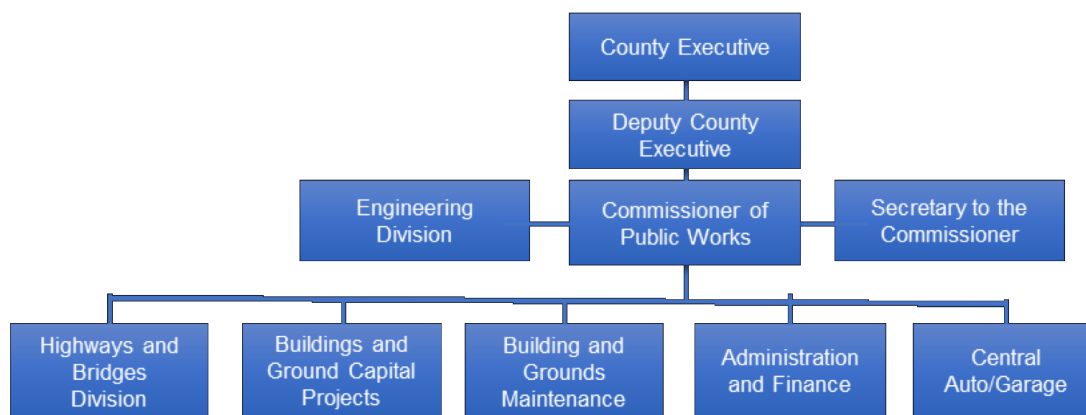 County Executive
Deputy County
Executive
Engineering
Division
Commissioner of
Public Works
Secretary to the
Commissioner
Highways and
Bridges
Division
Buildings and
Ground Capital
Projects
Building and
Grounds
Maintenance
Administration
and Finance
Central
Auto/Garage